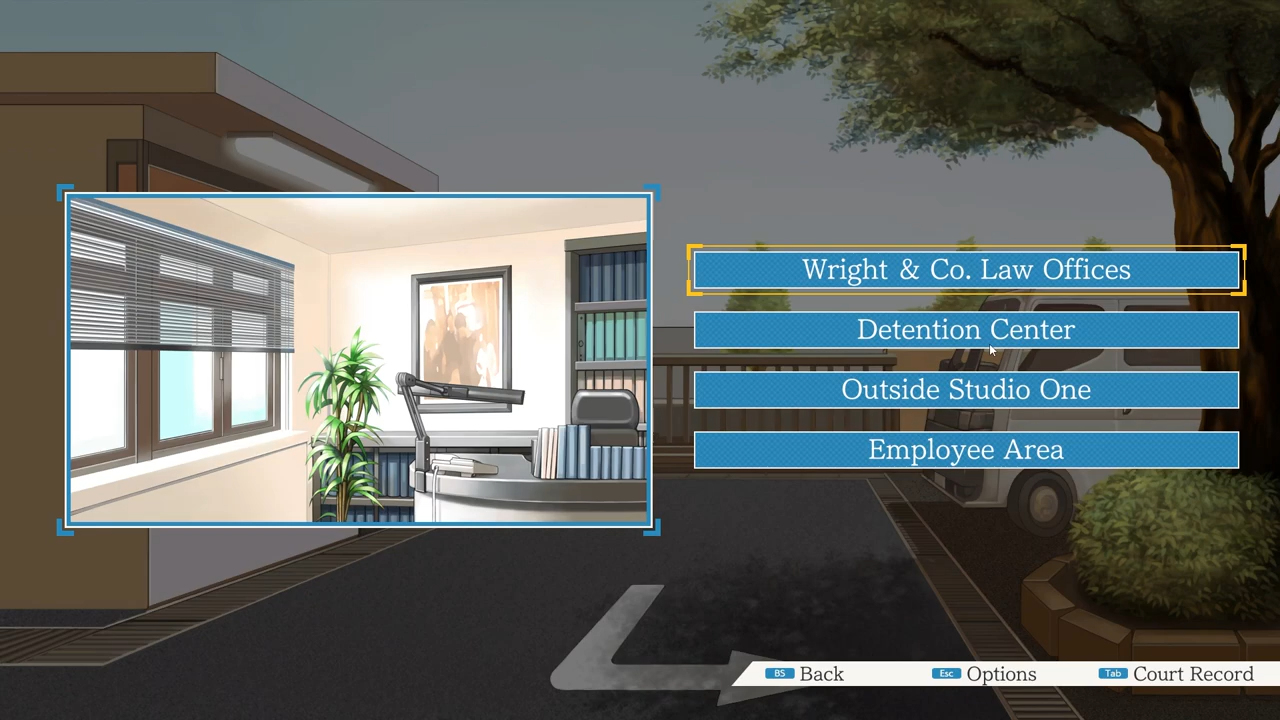 Wright & Co. Law Offices
Detention Center
Outside Studio One
Employee Area
BS Back Esc Options Tab Court Record